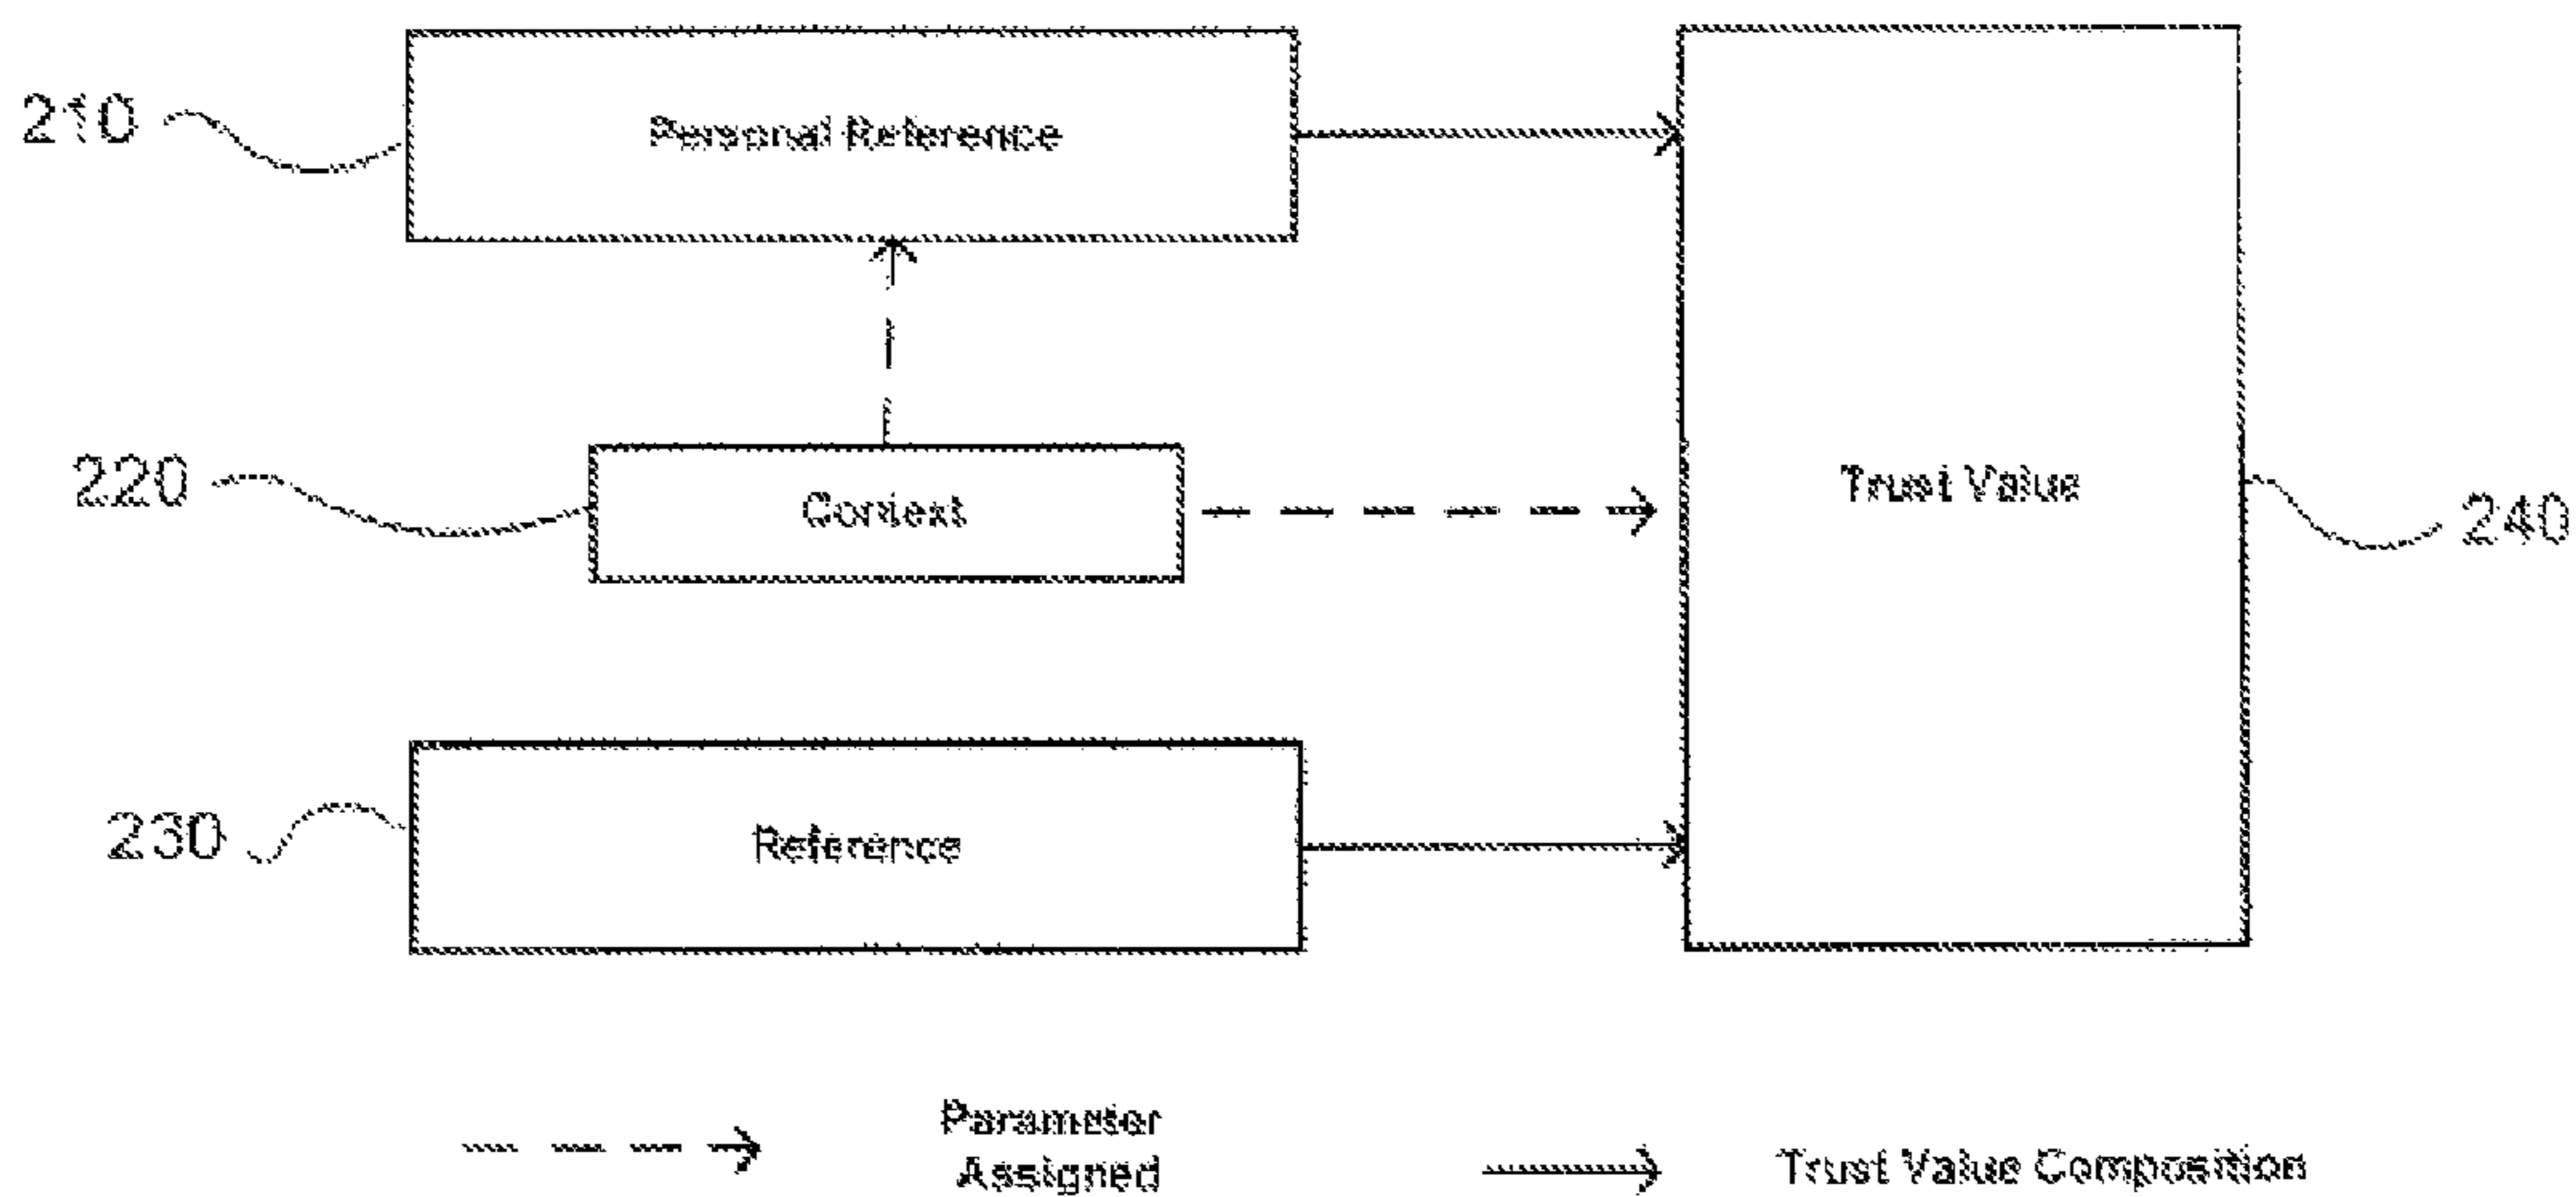 210
Personal Reference
220
Context
Trust Value
240
230
Reference
Parameter
Assigned
Trust Value Composition